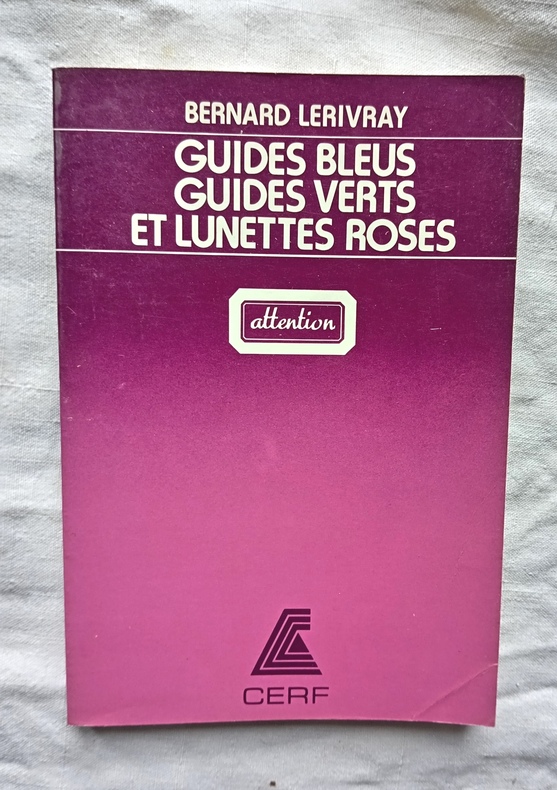 BERNARD LERIVRAY
GUIDES BLEUS
GUIDES VERTS
ET LUNETTES ROSES
attention
CERF